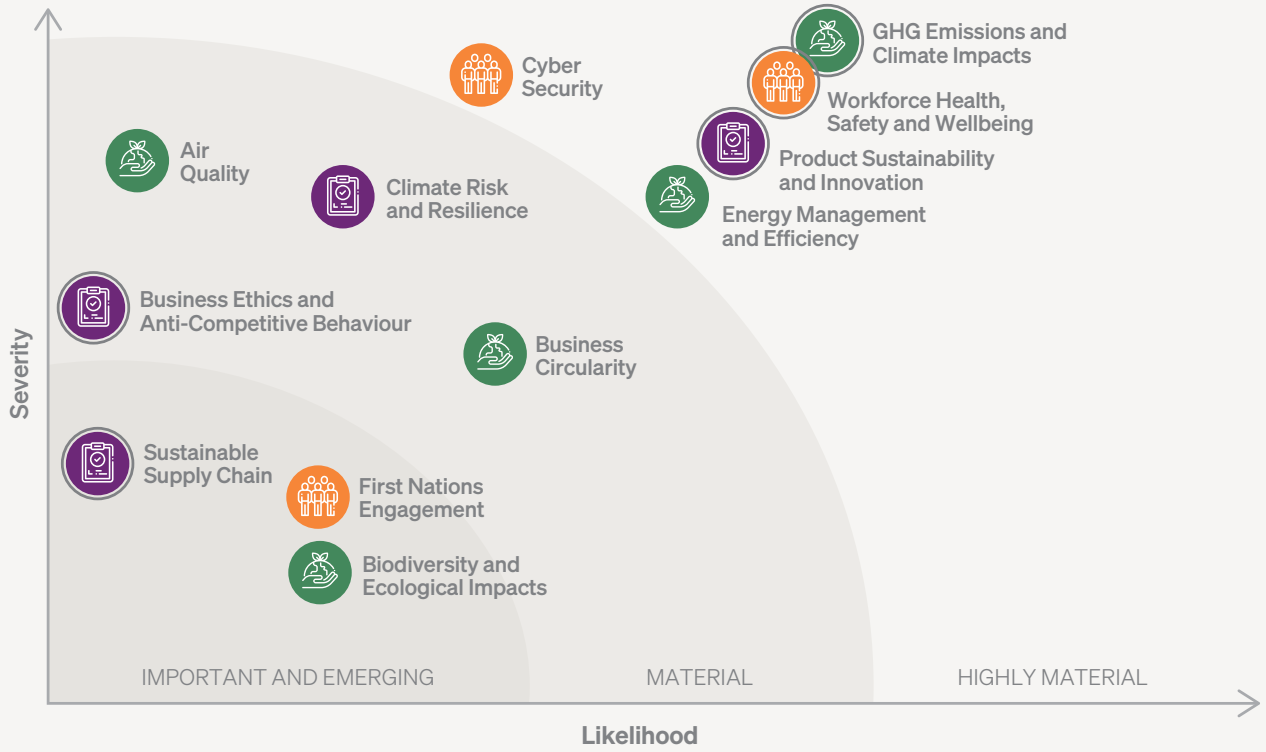 GHG Emissions and
Climate Impacts
Cyber
Security
Workforce Health,
Safety and Wellbeing
Air
Quality
Product Sustainability
and Innovation
Climate Risk
and Resilience
Energy Management
and Efficiency
Business Ethics and
Anti-Competitive Behaviour
Business
Circularity
Severity
Sustainable
Supply Chain
First Nations
Engagement
Biodiversity and
Ecological Impacts
IMPORTANT AND EMERGING
MATERIAL
HIGHLY MATERIAL
Likelihood